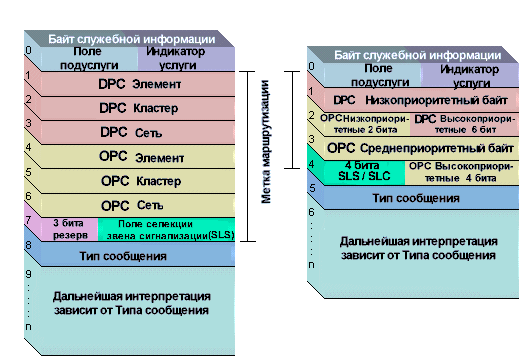 Байт служебной информации
0
Поле подуслуги
Индикатор услуги
1
DPC Элемент
2
DPC Кластер
3
DPC Сеть
4
OPC Элемент
5
OPC Кластер
6
OPC Сеть
7
3 бита резерв
Поле селекции звена сигнализации(SLS)
8
Тип сообщения
9
Дальнейшая интерпретация
зависит от Типа сообщения
n
Метка маршрутизации
Байт служебной информации
0
Поле подуслуги
Индикатор услуги
1
DPC Низкоприоритетный байт
2
OPC Низкоприори-
тетные 2 бита
DPC Высокоприори-
тетные 6 бит
3
OPC Среднеприоритетный байт
4
4 бита
SLS / SLC
OPC Высокоприори-
тетные 4 бита
5
Тип сообщения
6
Дальнейшая интерпретация
зависит от Типа сообщения
n